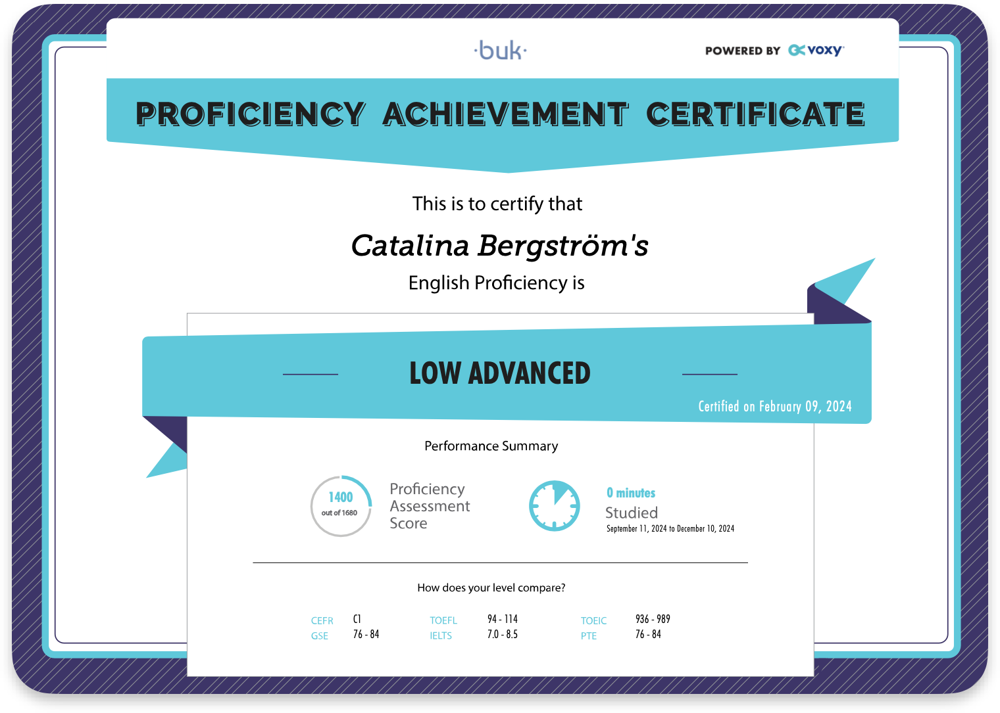 ·buk·
POWERED BY voxy
PROFICIENCY ACHIEVEMENT CERTIFICATE
This is to certify that
Catalina Bergström's
English Proficiency is
LOW ADVANCED
Certified on February 09, 2024
Performance Summary
1400
out of 1680
Proficiency
Assessment
Score
0 minutes
Studied
September 11, 2024 to December 10, 2024
How does your level compare?
CEFR C1 TOEFL 94 - 114 TOEIC 936 - 989
GSE 76 - 84 IELTS 7.0 - 8.5 PTE 76 - 84